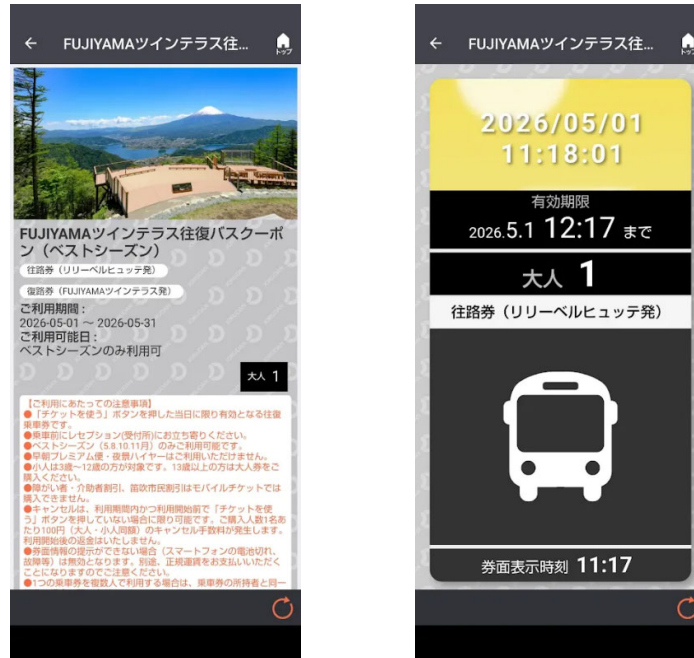 FUJIYAMAツインテラス往...
トップ
FUJIYAMAツインテラス往復バスクーポ
ン（ベストシーズン）
往路券（リリーベルヒュッテ発）
復路券（FUJIYAMAツインテラス発）
ご利用期間：
2026-05-01 ～ 2026-05-31
ご利用可能日：
ベストシーズンのみ利用可
大人 1
【ご利用にあたっての注意事項】
●「チケットを使う」ボタンを押した当日に限り有効となる往復
乗車券です。
●乗車前にレセプション(受付所)にお立ち寄りください。
●ベストシーズン（5.8.10.11月）のみご利用可能です。
●早朝プレミアム便・夜景ハイヤーはご利用いただけません。
●小人は3歳～12歳の方が対象です。13歳以上の方は大人券をご
購入ください。
●障がい者・介助者割引、笛吹市民割引はモバイルチケットでは
購入できません。
●キャンセルは、利用期間内かつ利用開始前で「チケットを使
う」ボタンを押していない場合に限り可能です。ご購入人数1名あ
たり100円（大人・小人同額）のキャンセル手数料が発生します。
利用開始後の返金はいたしません。
●券面情報の提示ができない場合（スマートフォンの電池切れ、
故障等）は無効となります。別途、正規運賃をお支払いいただく
ことになりますのでご注意ください。
●1つの乗車券を複数人で利用する場合は、乗車券の所持者と同一
FUJIYAMAツインテラス往...
トップ
2026/05/01
11:18:01
有効期限
2026.5.1 12:17 まで
大人 1
往路券（リリーベルヒュッテ発）
券面表示時刻 11:17